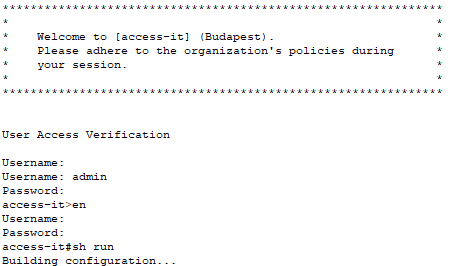 ***************************************************************
* *
* Welcome to [access-it] (Budapest). *
* Please adhere to the organization's policies during *
* your session. *
* *
***************************************************************
User Access Verification
Username:
Username: admin
Password:
access-it>en
Username:
Password:
access-it#sh run
Building configuration...